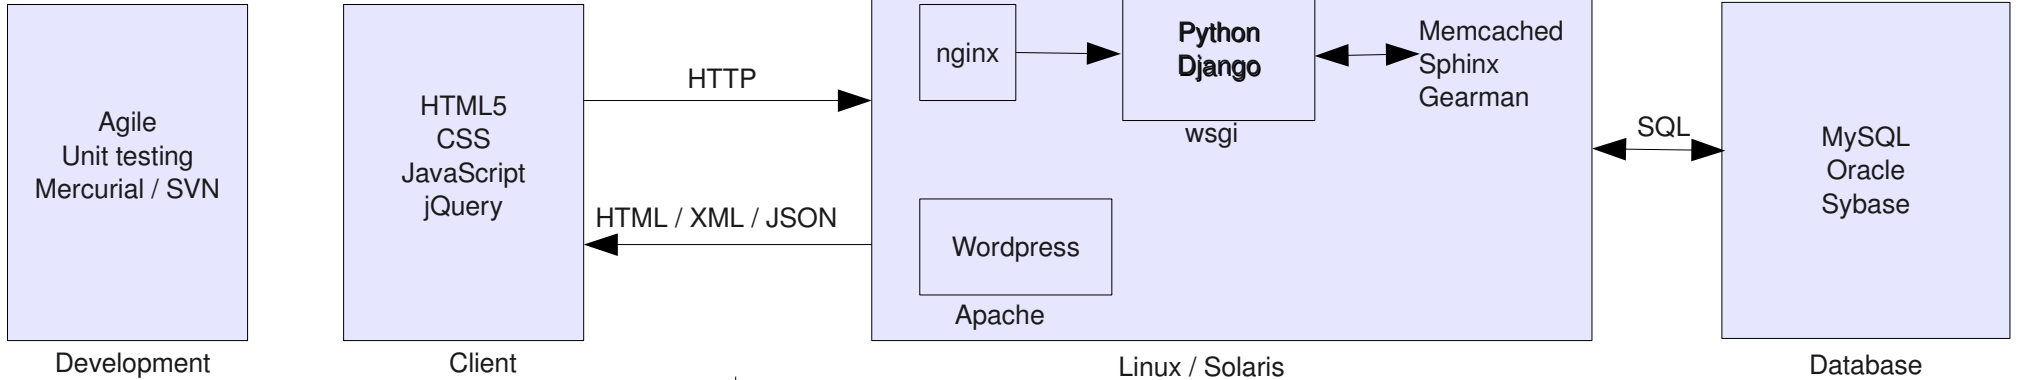 Agile
Unit testing
Mercurial / SVN
Development
HTML5
CSS
JavaScript
jQuery
Client
HTTP
HTML / XML / JSON
nginx
Python
Django
wsgi
Memcached
Sphinx
Gearman
Wordpress
Apache
Linux / Solaris
SQL
MySQL
Oracle
Sybase
Database